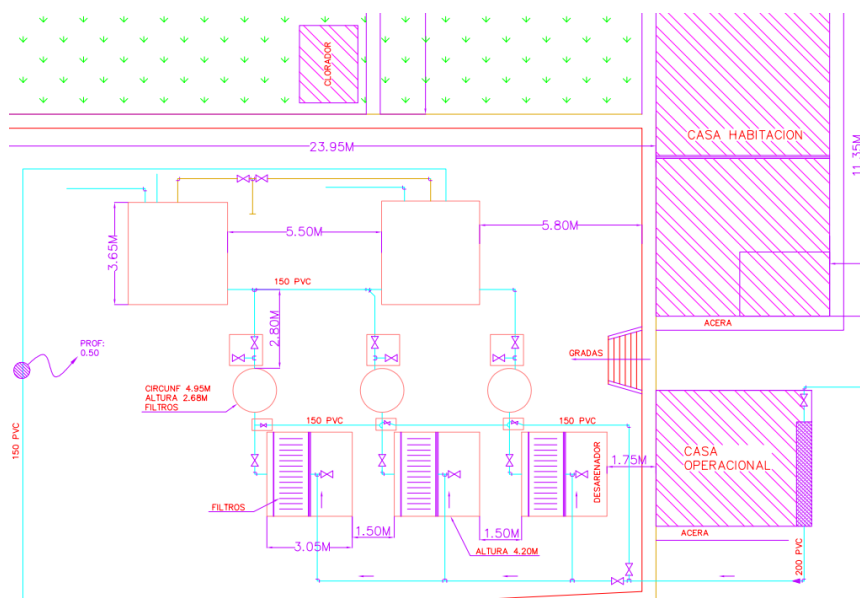 CLORADOR
CASA HABITACION
23.95M
11.35M
5.50M
5.80M
3.65M
150 PVC
2.80M
ACERA
PROF:
0.50
GRADAS
CIRCUNF 4.95M
ALTURA 2.68M
FILTROS
150 PVC
150 PVC
150 PVC
CASA
OPERACIONAL
DESARENADOR
1.75M
FILTROS
1.50M
1.50M
ACERA
3.05M
ALTURA 4.20M
200 PVC